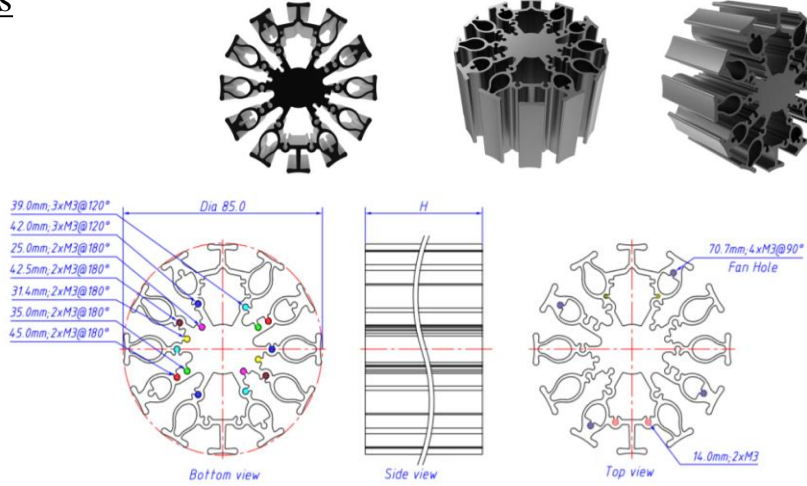 39.0mm;3xM3@120°
42.0mm;3xM3@120°
25.0mm;2xM3@180°
42.5mm;2xM3@180°
31.4mm;2xM3@180°
35.0mm;2xM3@180°
45.0mm;2xM3@180°
Dia 85.0
H
70.7mm;4xM3@90°
Fan Hole
14.0mm;2xM3
Bottom view
Side view
Top view